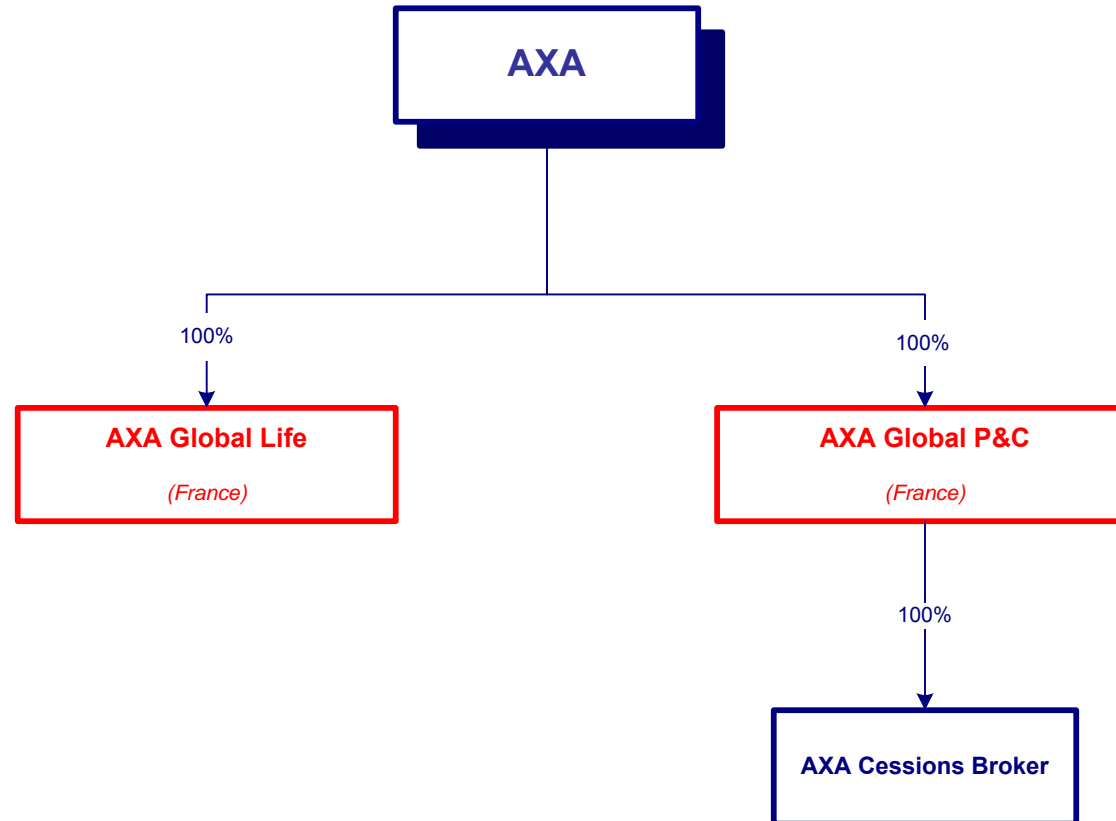 AXA
100%
100%
AXA Global Life
(France)
AXA Global P&C
(France)
100%
AXA Cessions Broker